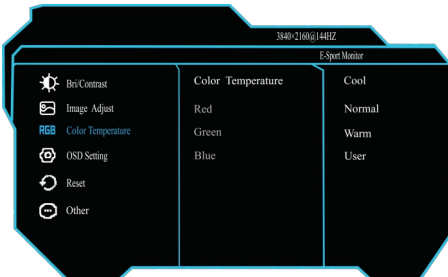 3840×2160@144HZ
E-Sport Monitor
Bri/Contrast
Image Adjust
RGB Color Temperature
OSD Setting
Reset
Other
Color Temperature
Red
Green
Blue
Cool
Normal
Warm
User